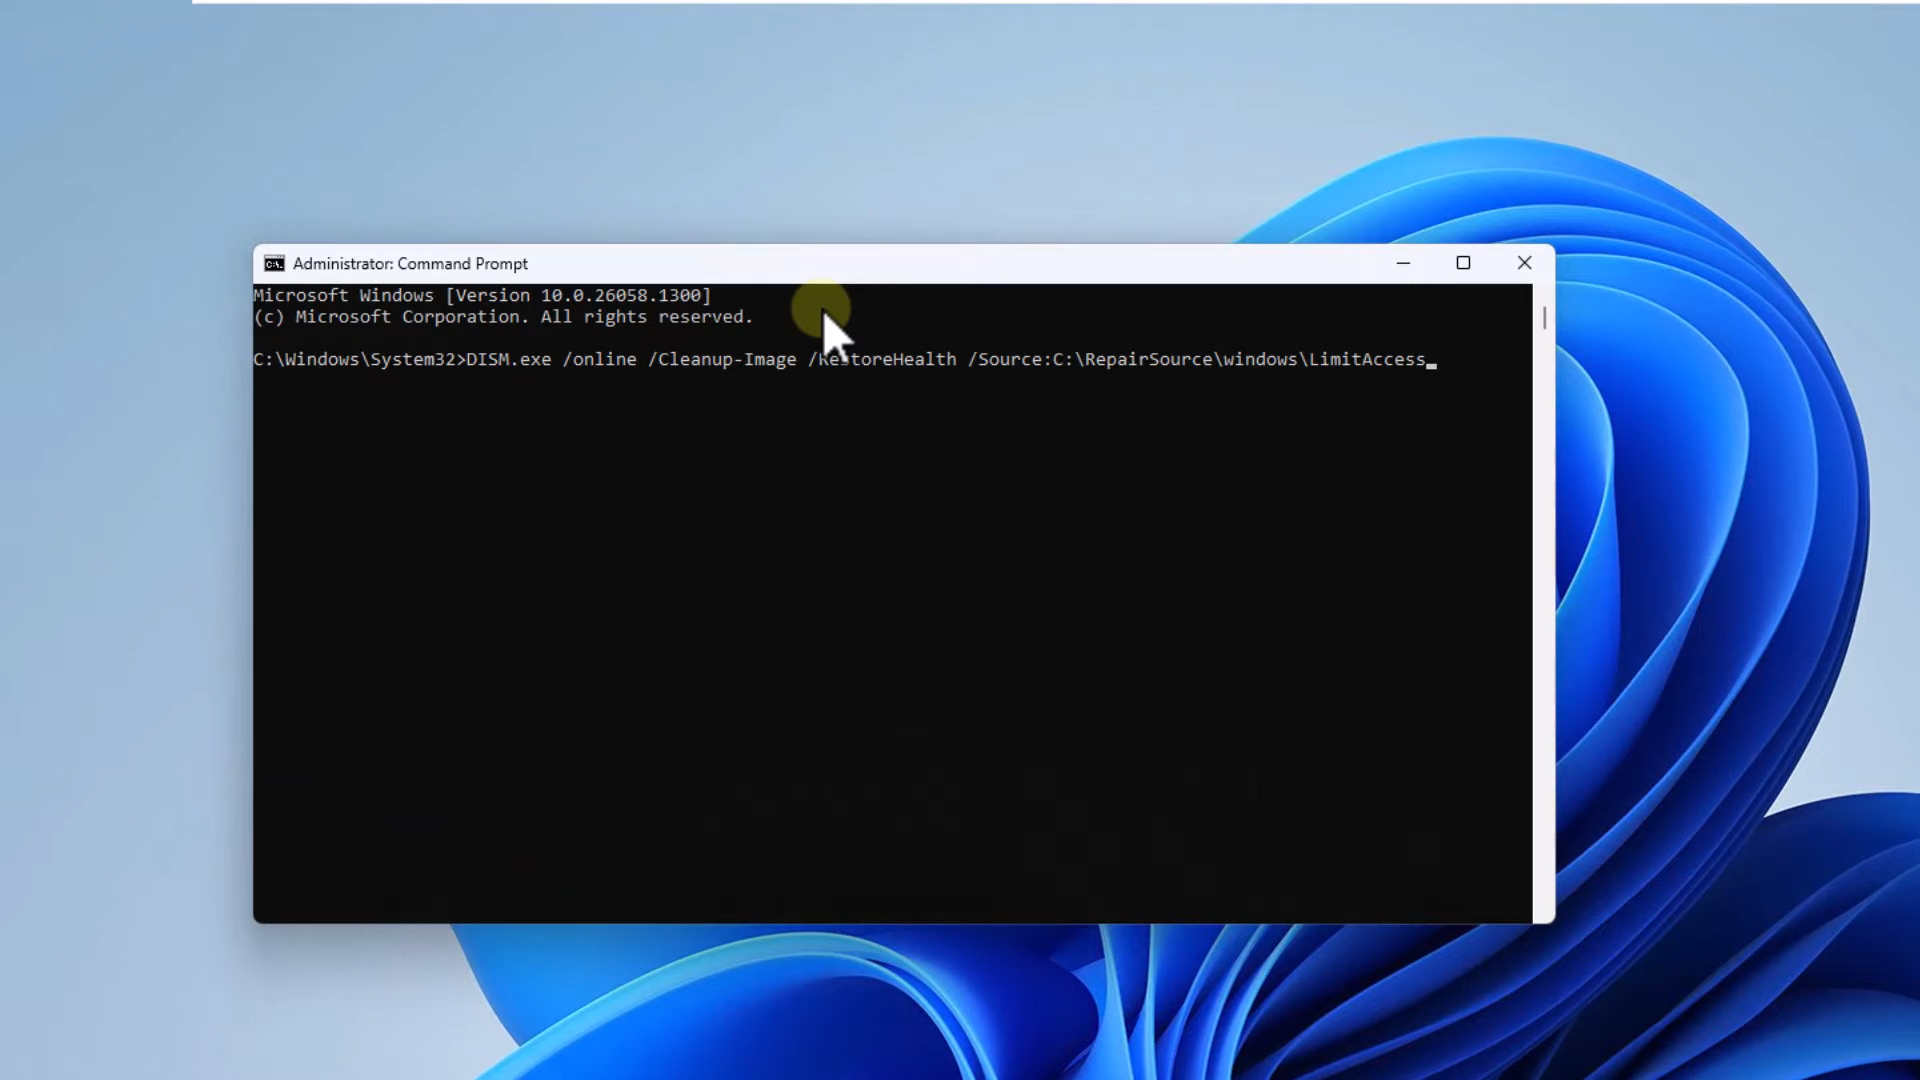 Administrator: Command Prompt
Microsoft Windows [Version 10.0.26058.1300]
(c) Microsoft Corporation. All rights reserved.
C:\Windows\System32>DISM.exe /online /Cleanup-Image /RestoreHealth /Source:C:\RepairSource\windows\LimitAccess